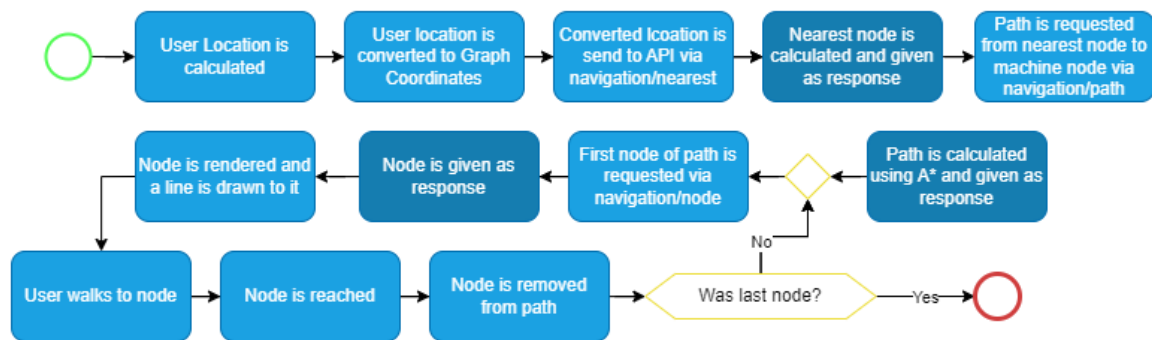 User Location is
calculated
User location is
converted to Graph
Coordinates
Converted lcoation is
send to API via
navigation/nearest
Nearest node is
calculated and given
as response
Path is requested
from nearest node to
machine node via
navigation/path
Node is rendered and
a line is drawn to it
Node is given as
response
First node of path is
requested via
navigation/node
Path is calculated
using A* and given as
response
No
User walks to node
Node is reached
Node is removed
from path
Was last node?
Yes